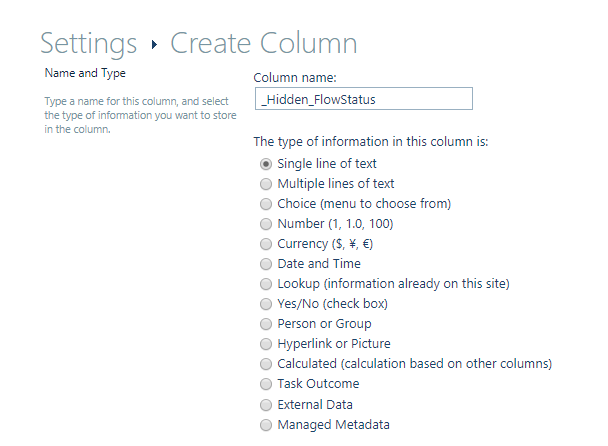 Settings › Create Column
Name and Type
Type a name for this column, and select
the type of information you want to store
in the column.
Column name:
_Hidden_FlowStatus
The type of information in this column is:
Single line of text
Multiple lines of text
Choice (menu to choose from)
Number (1, 1.0, 100)
Currency ($, ¥, €)
Date and Time
Lookup (information already on this site)
Yes/No (check box)
Person or Group
Hyperlink or Picture
Calculated (calculation based on other columns)
Task Outcome
External Data
Managed Metadata